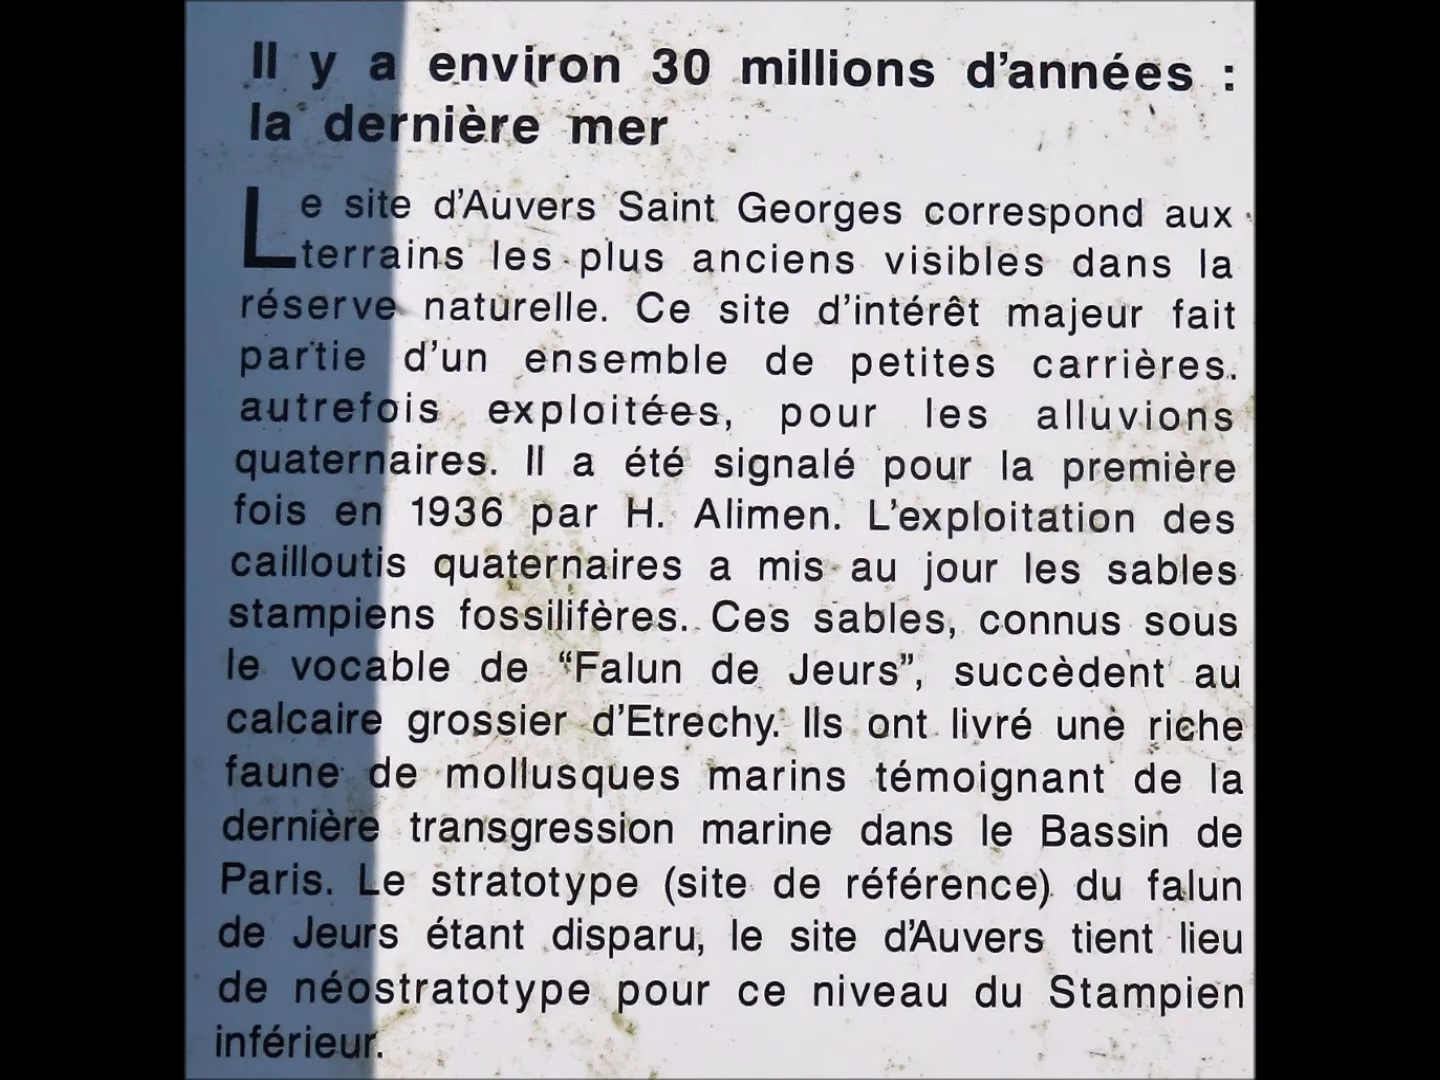 Il y a environ 30 millions d'années :
la dernière mer
Le site d'Auvers Saint Georges correspond aux
terrains les plus anciens visibles dans la
réserve naturelle. Ce site d'intérêt majeur fait
partie d'un ensemble de petites carrières.
autrefois exploitées, pour les alluvions
quaternaires. Il a été signalé pour la première
fois en 1936 par H. Alimen. L'exploitation des
cailloutis quaternaires a mis au jour les sables
stampiens fossilifères. Ces sables, connus sous
le vocable de “Falun de Jeurs”, succèdent au
calcaire grossier d'Etrechy. Ils ont livré une riche
faune de mollusques marins témoignant de la
dernière transgression marine dans le Bassin de
Paris. Le stratotype (site de référence) du falun
de Jeurs étant disparu, le site d'Auvers tient lieu
de néostratotype pour ce niveau du Stampien
inférieur.